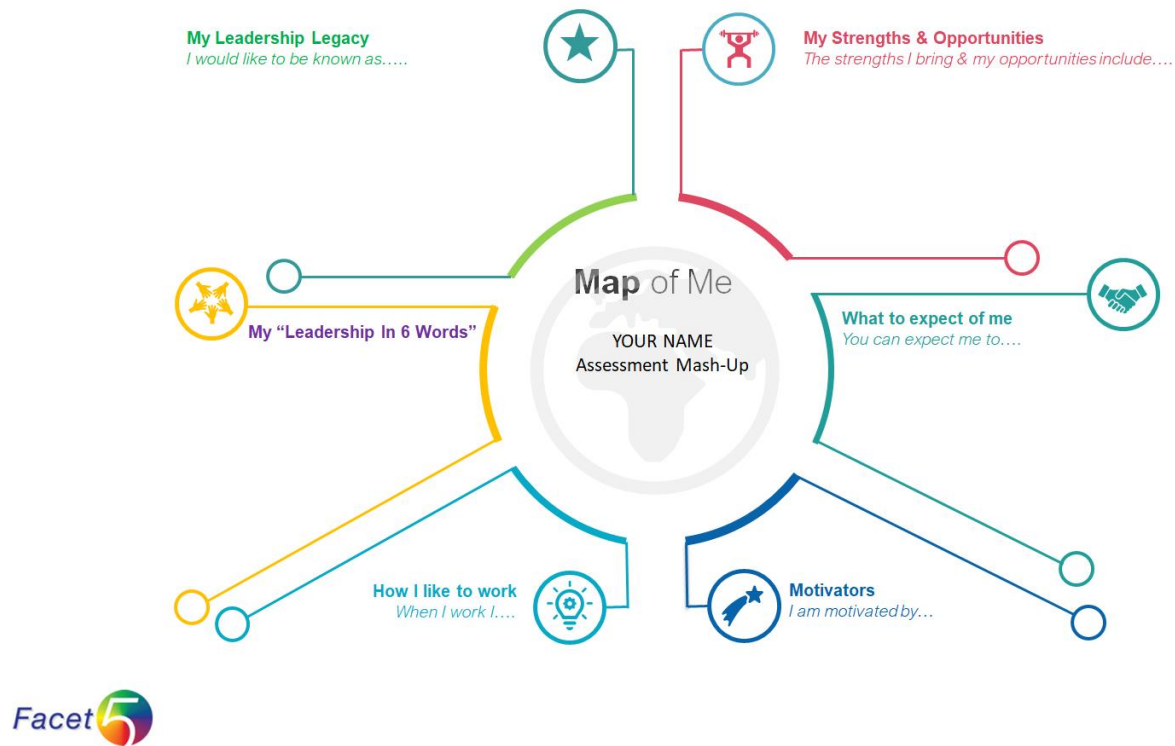 My Leadership Legacy
I would like to be known as…..
My Strengths & Opportunities
The strengths I bring & my opportunities include….
Map of Me
YOUR NAME
Assessment Mash-Up
My “Leadership In 6 Words”
What to expect of me
You can expect me to….
How I like to work
When I work I….
Motivators
I am motivated by…
Facet 5